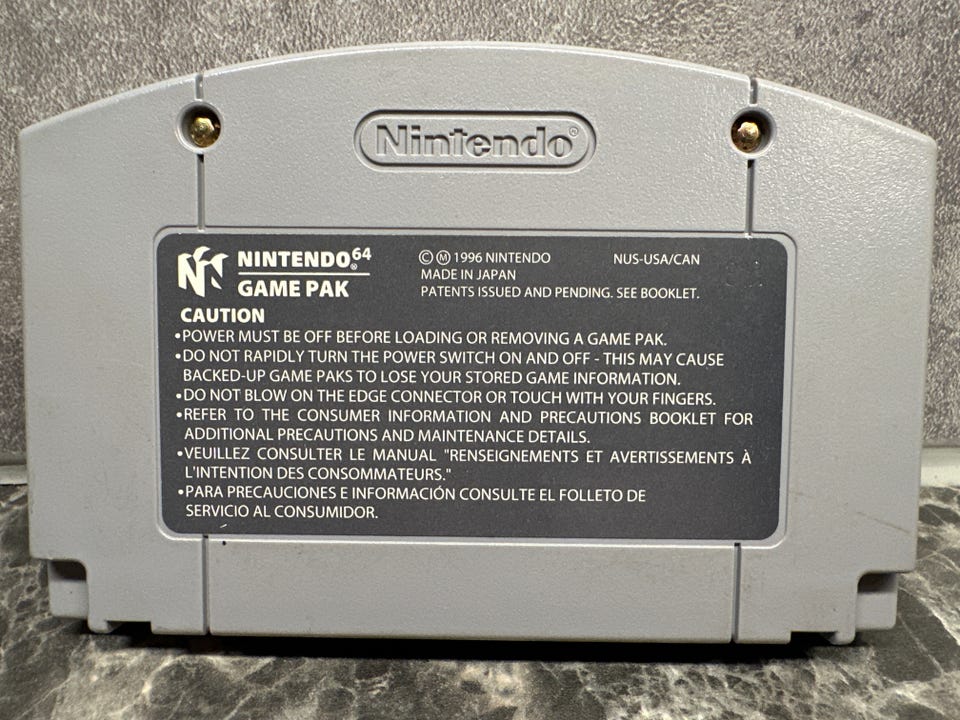 Nintendo®
NINTENDO64®
GAME PAK
©Ⓜ1996 NINTENDO NUS-USA/CAN
MADE IN JAPAN
PATENTS ISSUED AND PENDING. SEE BOOKLET.
CAUTION
•POWER MUST BE OFF BEFORE LOADING OR REMOVING A GAME PAK.
•DO NOT RAPIDLY TURN THE POWER SWITCH ON AND OFF - THIS MAY CAUSE
BACKED-UP GAME PAKS TO LOSE YOUR STORED GAME INFORMATION.
•DO NOT BLOW ON THE EDGE CONNECTOR OR TOUCH WITH YOUR FINGERS.
•REFER TO THE CONSUMER INFORMATION AND PRECAUTIONS BOOKLET FOR
ADDITIONAL PRECAUTIONS AND MAINTENANCE DETAILS.
•VEUILLEZ CONSULTER LE MANUAL "RENSEIGNEMENTS ET AVERTISSEMENTS À
L'INTENTION DES CONSOMMATEURS."
•PARA PRECAUCIONES E INFORMACIÓN CONSULTE EL FOLLETO DE
SERVICIO AL CONSUMIDOR.